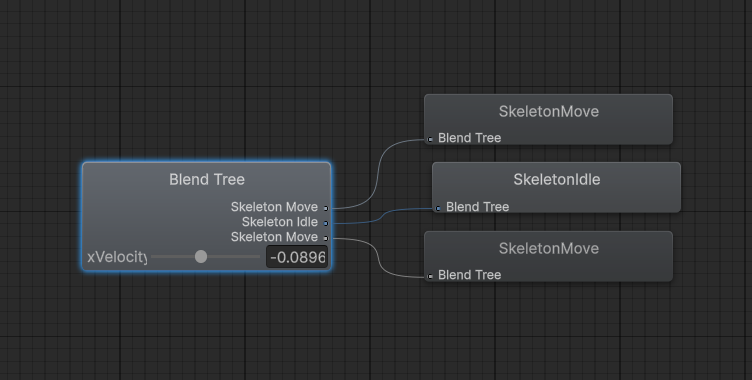 SkeletonMove
Blend Tree
Blend Tree
Skeleton Move
Skeleton Idle
Skeleton Move
xVelocity
-0.0896
SkeletonIdle
Blend Tree
SkeletonMove
Blend Tree